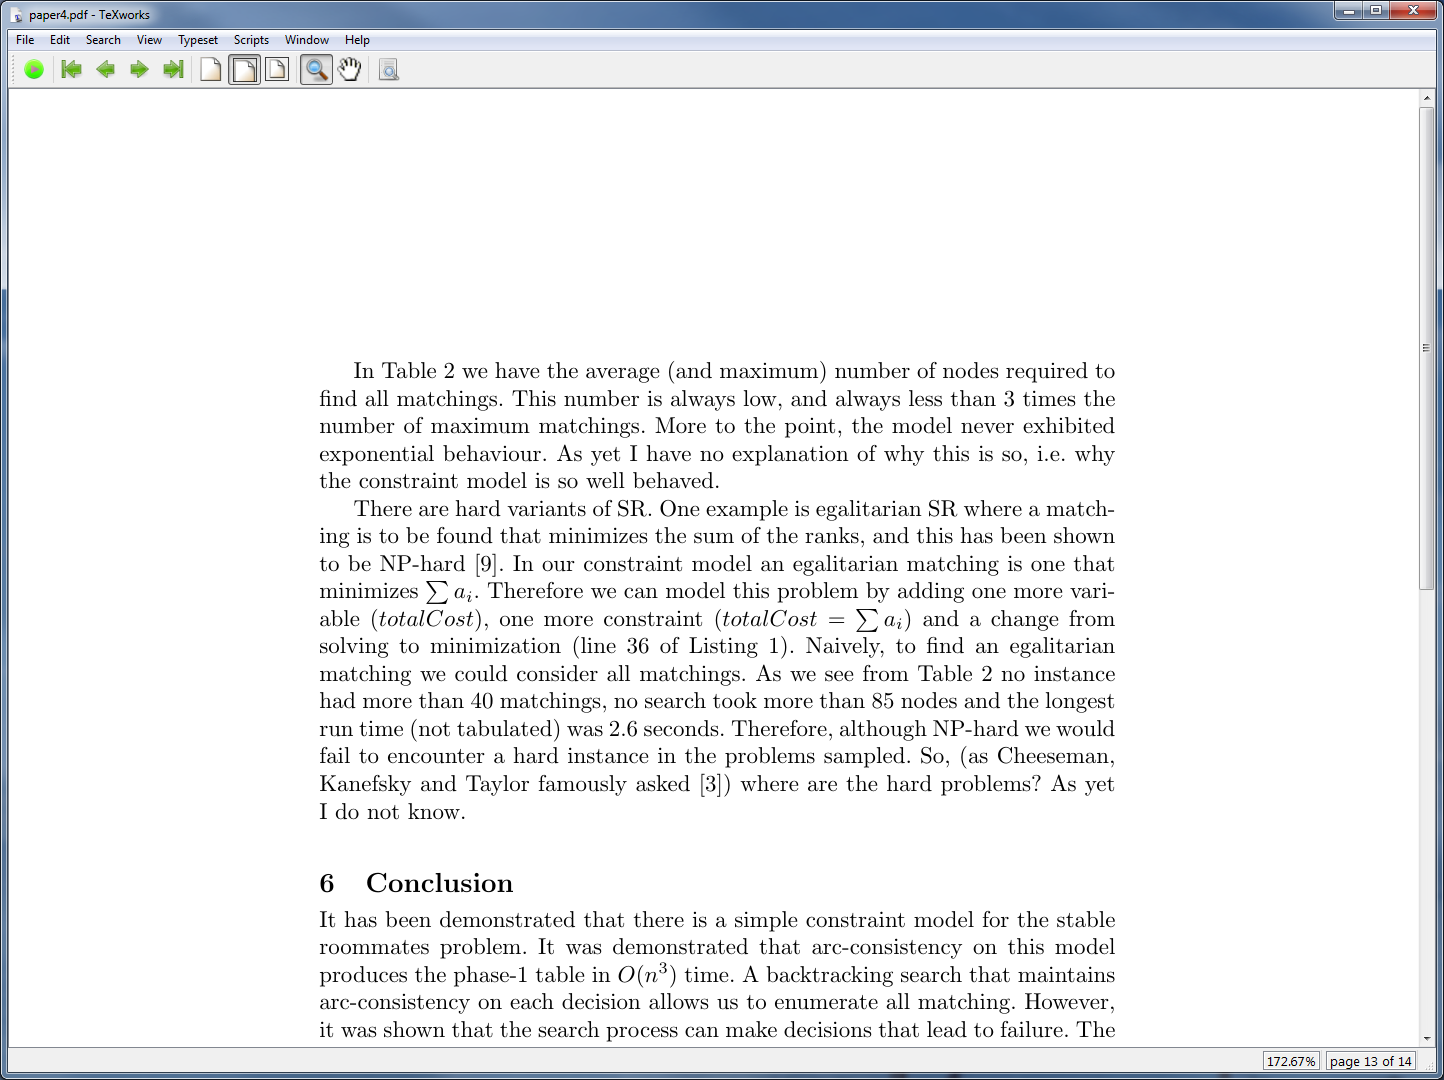 paper4.pdf - TeXworks
File Edit Search View Typeset Scripts Window Help
In Table 2 we have the average (and maximum) number of nodes required to
find all matchings. This number is always low, and always less than 3 times the
number of maximum matchings. More to the point, the model never exhibited
exponential behaviour. As yet I have no explanation of why this is so, i.e. why
the constraint model is so well behaved.
There are hard variants of SR. One example is egalitarian SR where a match-
ing is to be found that minimizes the sum of the ranks, and this has been shown
to be NP-hard [9]. In our constraint model an egalitarian matching is one that
minimizes ∑ aᵢ. Therefore we can model this problem by adding one more vari-
able (totalCost), one more constraint (totalCost = ∑ aᵢ) and a change from
solving to minimization (line 36 of Listing 1). Naively, to find an egalitarian
matching we could consider all matchings. As we see from Table 2 no instance
had more than 40 matchings, no search took more than 85 nodes and the longest
run time (not tabulated) was 2.6 seconds. Therefore, although NP-hard we would
fail to encounter a hard instance in the problems sampled. So, (as Cheeseman,
Kanefsky and Taylor famously asked [3]) where are the hard problems? As yet
I do not know.
6 Conclusion
It has been demonstrated that there is a simple constraint model for the stable
roommates problem. It was demonstrated that arc-consistency on this model
produces the phase-1 table in O(n³) time. A backtracking search that maintains
arc-consistency on each decision allows us to enumerate all matching. However,
it was shown that the search process can make decisions that lead to failure. The
172.67% page 13 of 14